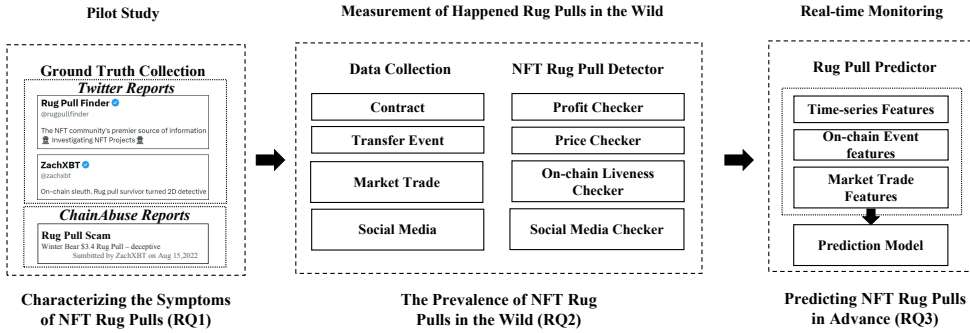 Pilot Study
Ground Truth Collection
Twitter Reports
Rug Pull Finder
@rugpullfinder
The NFT community's premier source of information
Investigating NFT Projects
ZachXBT
@zachxbt
On-chain sleuth. Rug pull survivor turned 2D detective
ChainAbuse Reports
Rug Pull Scam
Winter Bear $3.4 Rug Pull – deceptive
Sumbitted by ZachXBT on Aug 15,2022
Characterizing the Symptoms
of NFT Rug Pulls (RQ1)
Measurement of Happened Rug Pulls in the Wild
Data Collection
Contract
Transfer Event
Market Trade
Social Media
NFT Rug Pull Detector
Profit Checker
Price Checker
On-chain Liveness
Checker
Social Media Checker
The Prevalence of NFT Rug
Pulls in the Wild (RQ2)
Real-time Monitoring
Rug Pull Predictor
Time-series Features
On-chain Event
features
Market Trade
Features
Prediction Model
Predicting NFT Rug Pulls
in Advance (RQ3)